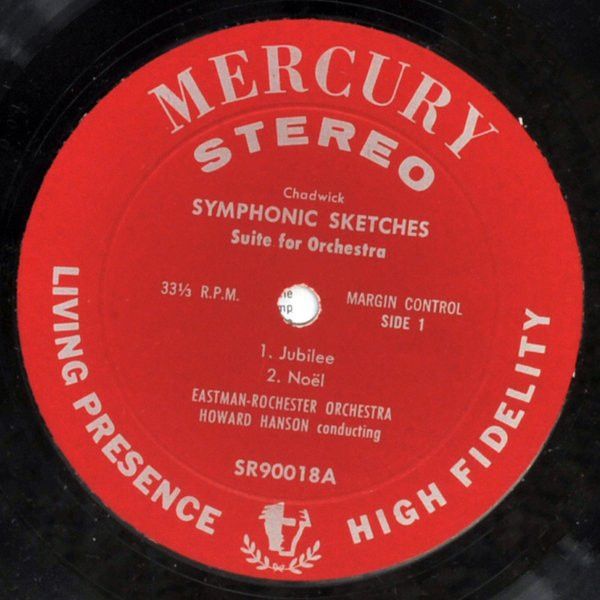 MERCURY
STEREO
Chadwick
SYMPHONIC SKETCHES
Suite for Orchestra
33⅓ R.P.M.
MARGIN CONTROL
SIDE 1
1. Jubilee
2. Noël
EASTMAN-ROCHESTER ORCHESTRA
HOWARD HANSON conducting
SR90018A
LIVING PRESENCE
HIGH FIDELITY